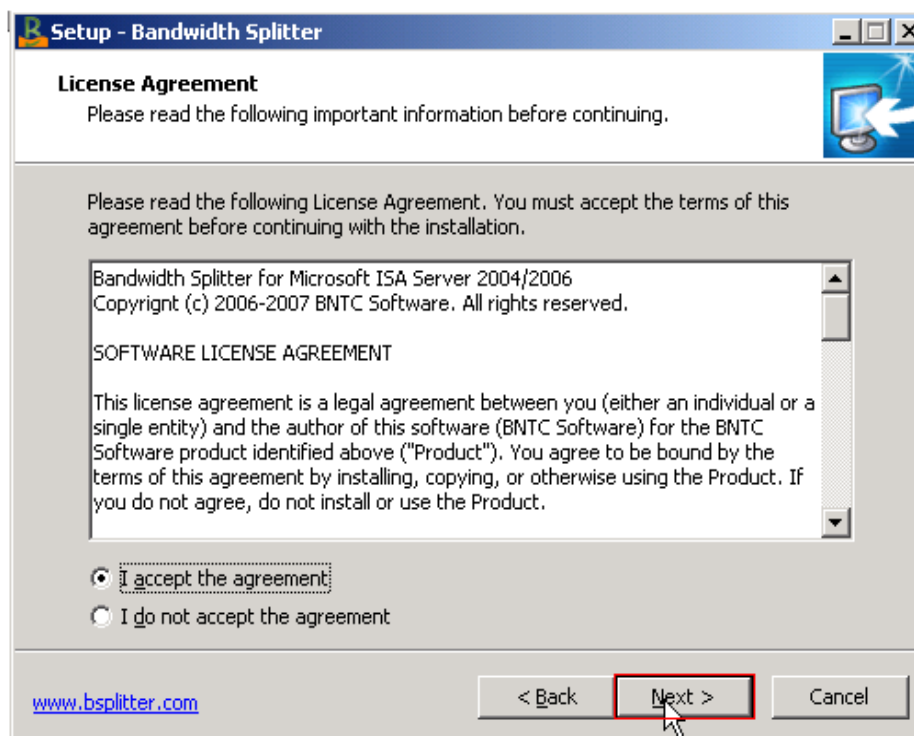 Setup - Bandwidth Splitter
License Agreement
Please read the following important information before continuing.
Please read the following License Agreement. You must accept the terms of this
agreement before continuing with the installation.
Bandwidth Splitter for Microsoft ISA Server 2004/2006
Copyright (c) 2006-2007 BNTC Software. All rights reserved.
SOFTWARE LICENSE AGREEMENT
This license agreement is a legal agreement between you (either an individual or a
single entity) and the author of this software (BNTC Software) for the BNTC
Software product identified above ("Product"). You agree to be bound by the
terms of this agreement by installing, copying, or otherwise using the Product. If
you do not agree, do not install or use the Product.
I accept the agreement
I do not accept the agreement
www.bsplitter.com
< Back
Next >
Cancel